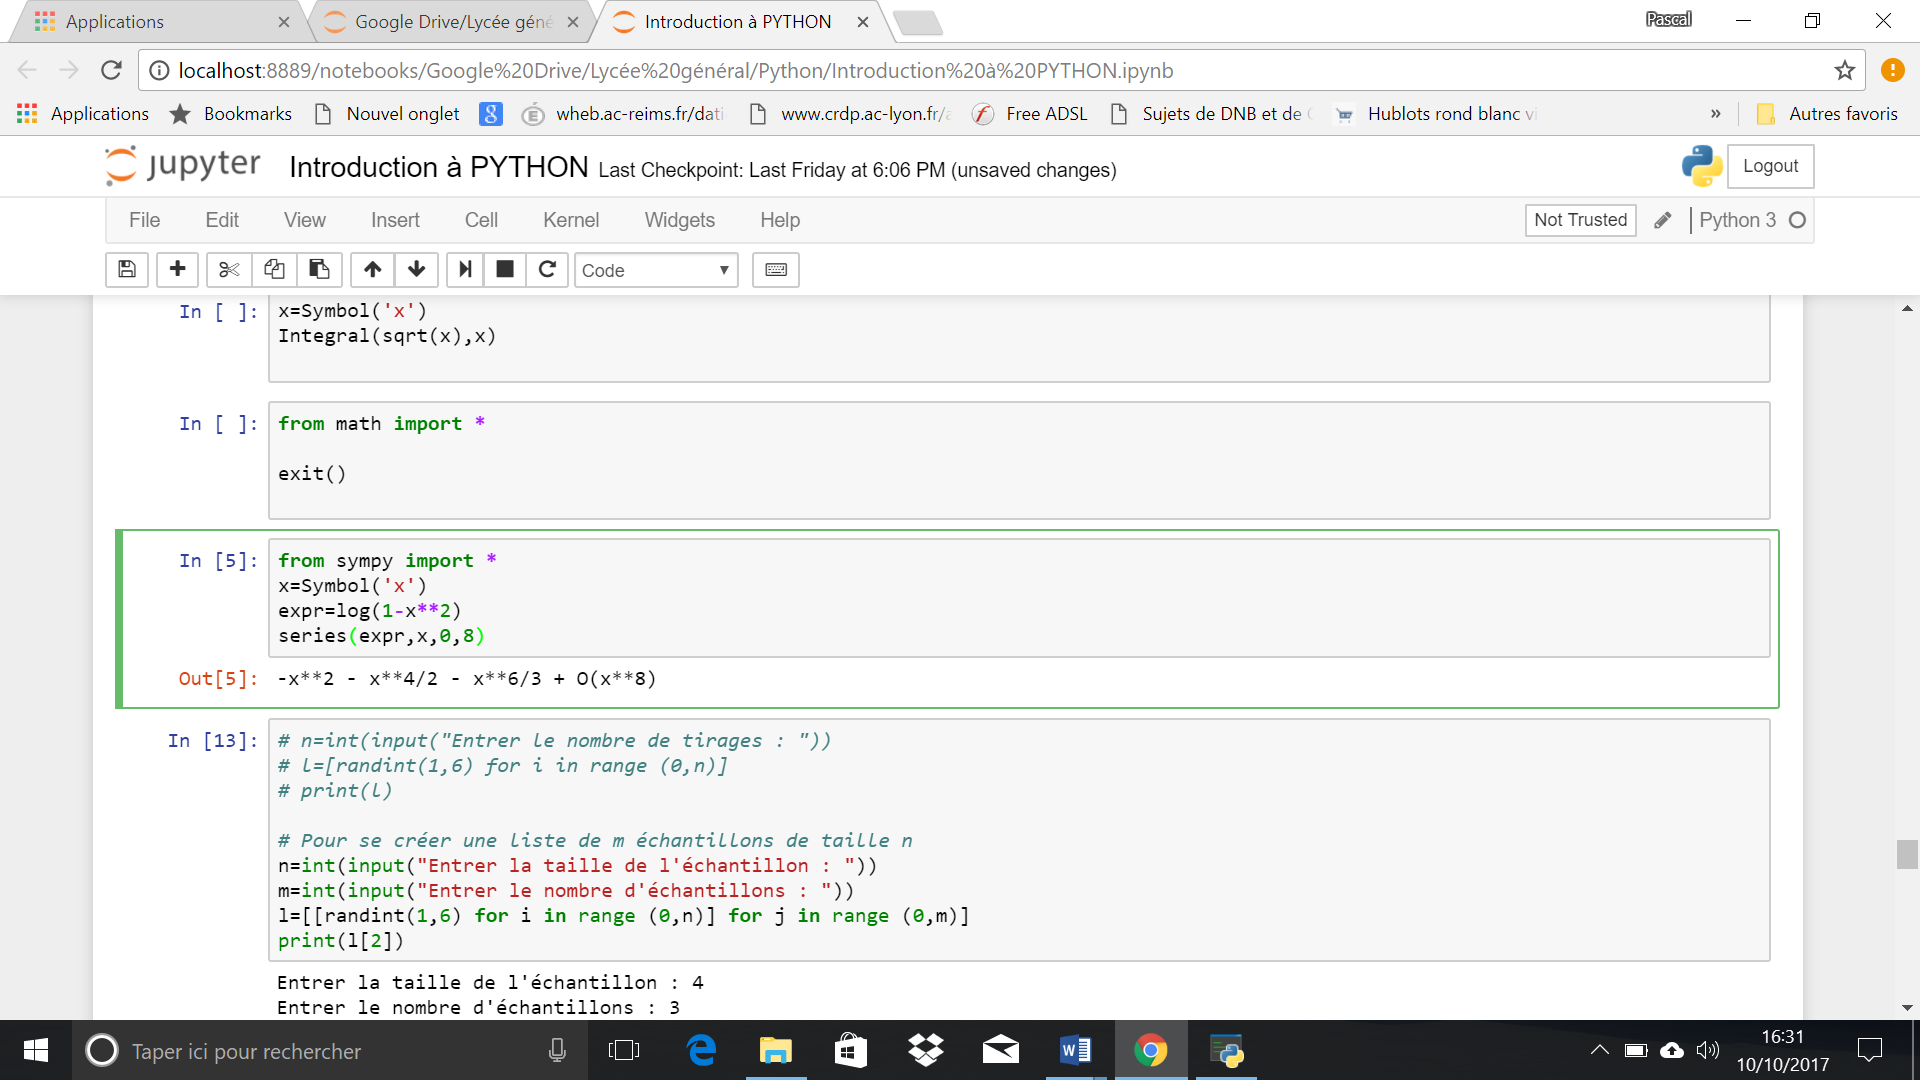 Applications
Google Drive/Lycée géné
Introduction à PYTHON
Pascal
localhost:8889/notebooks/Google%20Drive/Lycée%20général/Python/Introduction%20à%20PYTHON.ipynb
Applications
Bookmarks
Nouvel onglet
wheb.ac-reims.fr/dati
www.crdp.ac-lyon.fr/a
Free ADSL
Sujets de DNB et de
Hublots rond blanc vi
»
Autres favoris
jupyter
Introduction à PYTHON Last Checkpoint: Last Friday at 6:06 PM (unsaved changes)
Logout
File Edit View Insert Cell Kernel Widgets Help
Not Trusted
Python 3
Code
In [ ]: x=Symbol('x')
Integral(sqrt(x),x)
In [ ]: from math import *
exit()
In [5]: from sympy import *
x=Symbol('x')
expr=log(1-x**2)
series(expr,x,0,8)
Out[5]: -x**2 - x**4/2 - x**6/3 + O(x**8)
In [13]: # n=int(input("Entrer le nombre de tirages : "))
# l=[randint(1,6) for i in range (0,n)]
# print(l)
# Pour se créer une liste de m échantillons de taille n
n=int(input("Entrer la taille de l'échantillon : "))
m=int(input("Entrer le nombre d'échantillons : "))
l=[[randint(1,6) for i in range (0,n)] for j in range (0,m)]
print(l[2])
Entrer la taille de l'échantillon : 4
Entrer le nombre d'échantillons : 3
Taper ici pour rechercher
16:31
10/10/2017